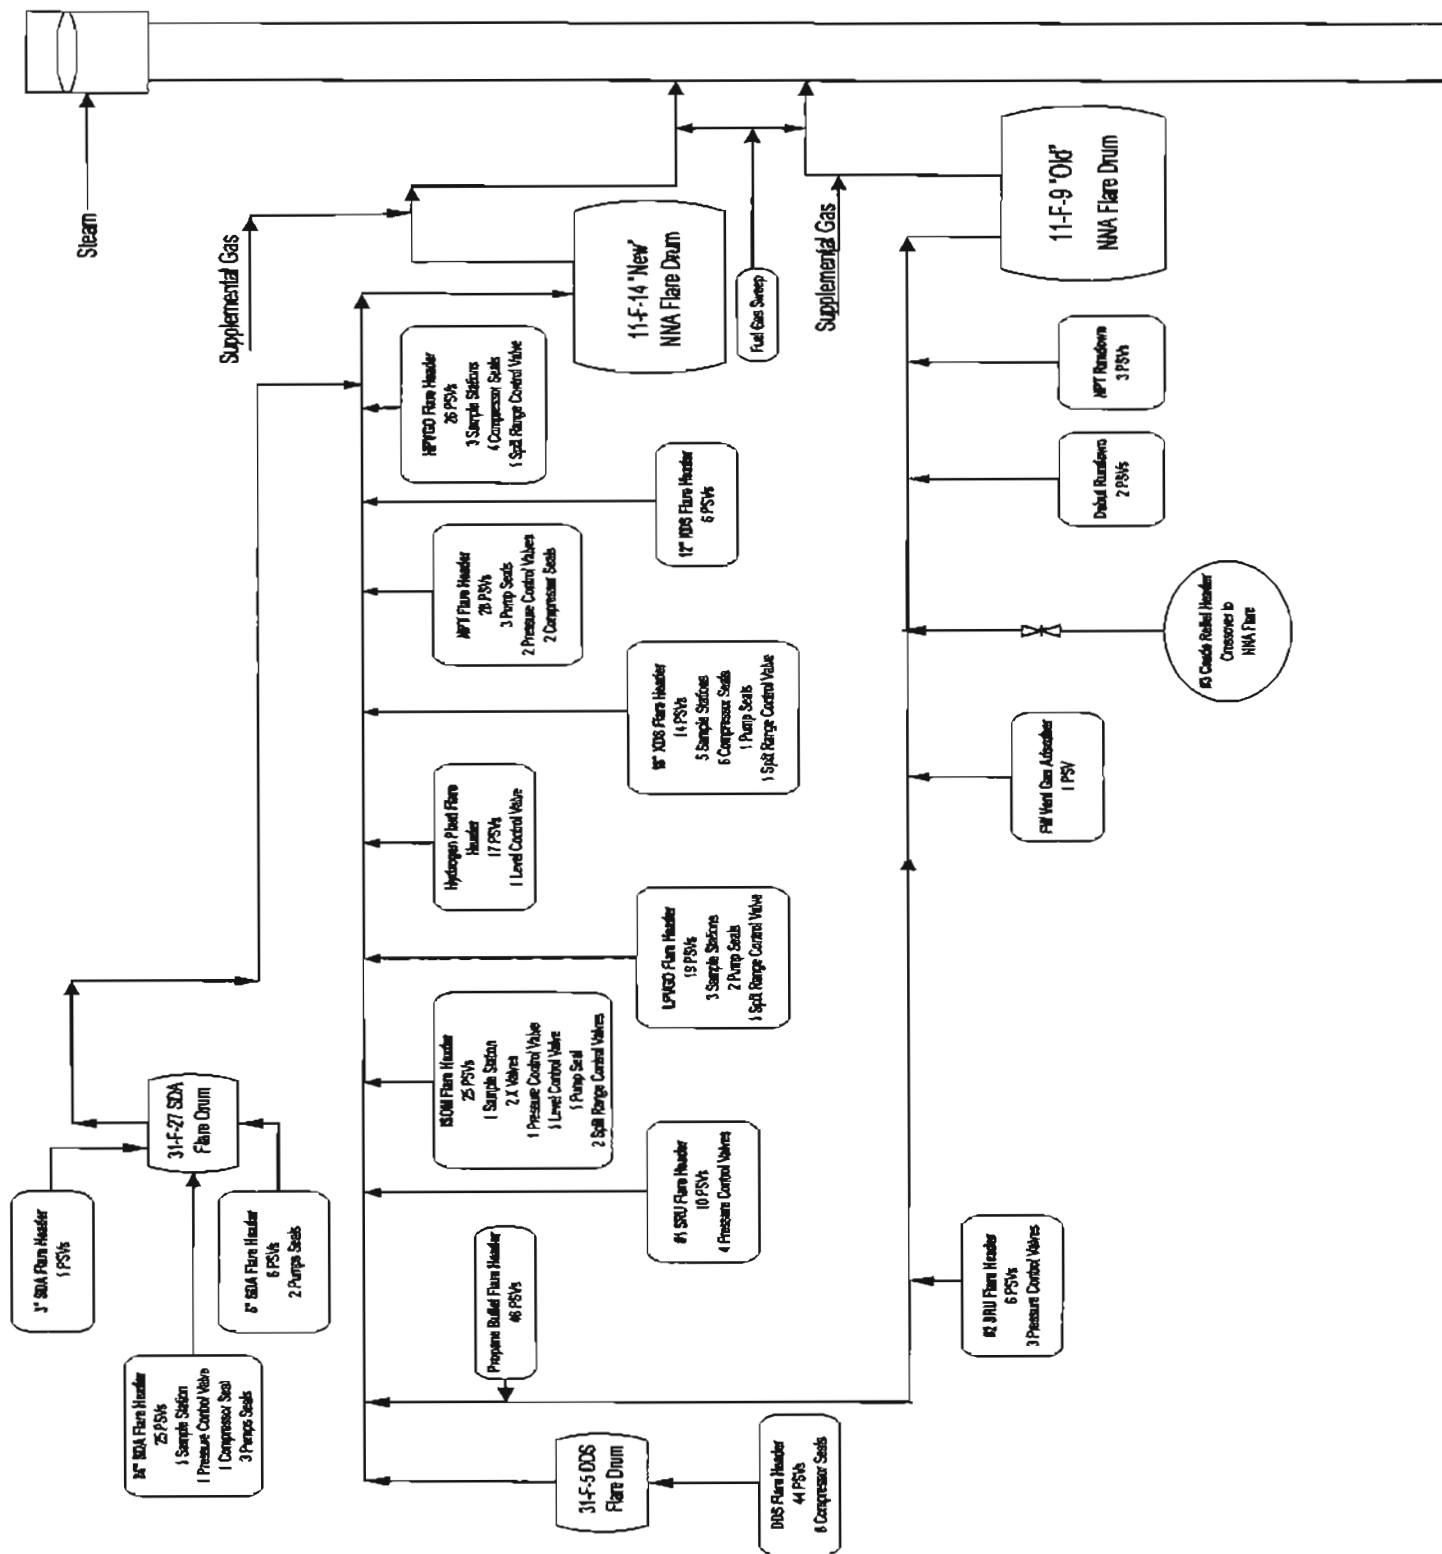 Steam
Supplemental Gas
11-F-14 "New"
NNA Flare Drum
Fuel Gas Sweep
Supplemental Gas
11-F-9 "Old"
NNA Flare Drum
HPVGO Flare Header
26 PSVs
3 Sample Stations
4 Compressor Seals
1 Split Range Control Valve
12" XDS Flare Header
6 PSVs
NPT Rundown
3 PSVs
Debut Rundown
2 PSVs
NPT Flare Header
28 PSVs
3 Pump Seals
2 Pressure Control Valves
2 Compressor Seals
18" XDS Flare Header
14 PSVs
5 Sample Stations
6 Compressor Seals
1 Pump Seals
1 Split Range Control Valve
#3 Crude Relief Header
Crossover to
NNA Flare
Hydrogen Plant Flare
Header
17 PSVs
1 Level Control Valve
Vent Gas Adsorber
1 PSV
LPVGO Flare Header
19 PSVs
3 Sample Stations
2 Pump Seals
1 Split Range Control Valve
ISOM Flare Header
25 PSVs
1 Sample Station
2 X Valves
1 Pressure Control Valve
1 Level Control Valve
1 Pump Seal
2 Split Range Control Valves
31-F-27 SDA
Flare Drum
3" SDA Flare Header
1 PSVs
SDA Flare Header
6 PSVs
2 Pumps Seals
24" SDA Flare Header
25 PSVs
1 Sample Station
1 Pressure Control Valve
1 Compressor Seal
3 Pumps Seals
#1 SRU Flare Header
10 PSVs
4 Pressure Control Valves
Propane Bullet Flare Header
46 PSVs
#2 SRU Flare Header
6 PSVs
3 Pressure Control Valves
31-F-5 DDS
Flare Drum
DDS Flare Header
44 PSVs
6 Compressor Seals